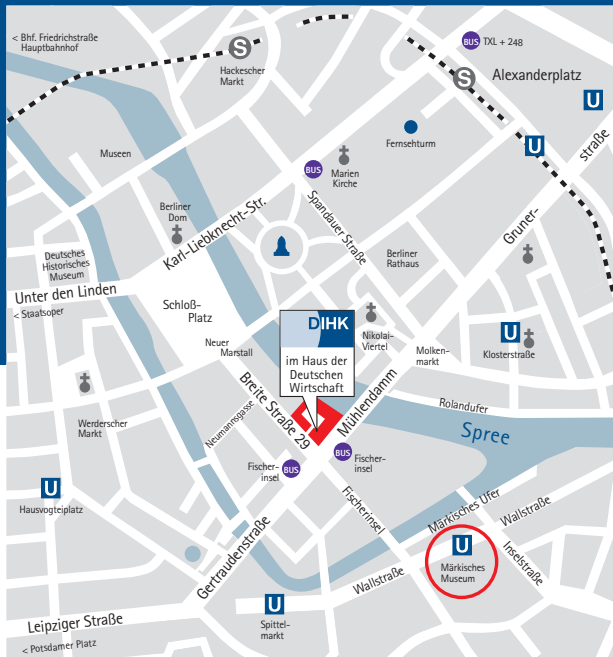 < Bhf. Friedrichstraße
Hauptbahnhof
S
Hackescher
Markt
BUS TXL + 248
S
Alexanderplatz
U
U
straße
Gruner-
Museen
Fernsehturm
BUS
Marien
Kirche
Berliner
Dom
Karl-Liebknecht-Str.
Spandauer Straße
Berliner
Rathaus
Deutsches
Historisches
Museum
Unter den Linden
< Staatsoper
Schloß-
Platz
DIHK
im Haus der
Deutschen
Wirtschaft
Nikolai-
Viertel
Molken-
markt
U
Klosterstraße
Neuer
Marstall
Breite Straße 29
Mühlendamm
Rolandufer
Spree
Neumannsgasse
Werderscher
Markt
BUS
Fischer-
insel
BUS
Fischer-
insel
Fischerinsel
U
Hausvogteiplatz
Gertraudenstraße
Märkisches Ufer
Wallstraße
Inselstraße
U
Märkisches
Museum
Wallstraße
U
Spittel-
markt
Leipziger Straße
< Potsdamer Platz